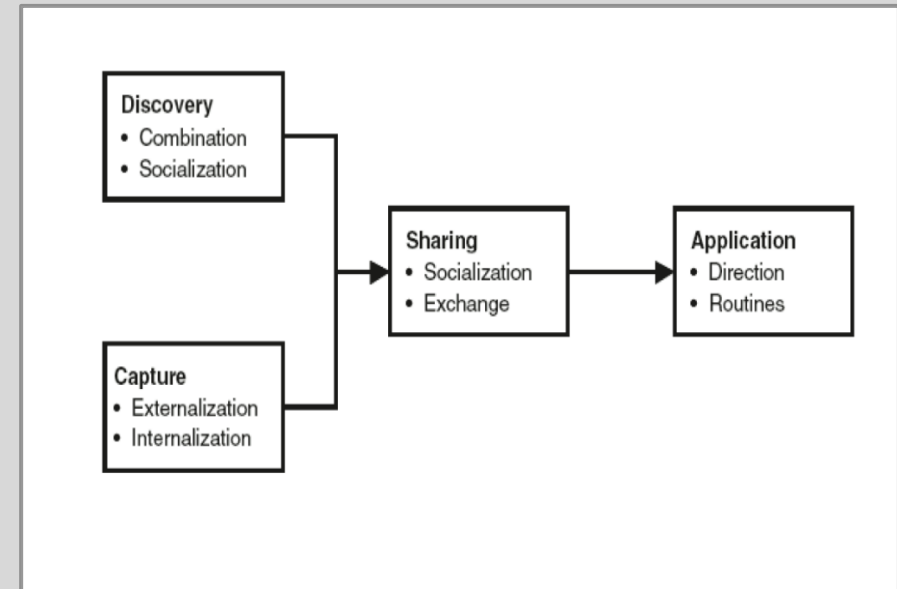 Discovery
• Combination
• Socialization
Capture
• Externalization
• Internalization
Sharing
• Socialization
• Exchange
Application
• Direction
• Routines